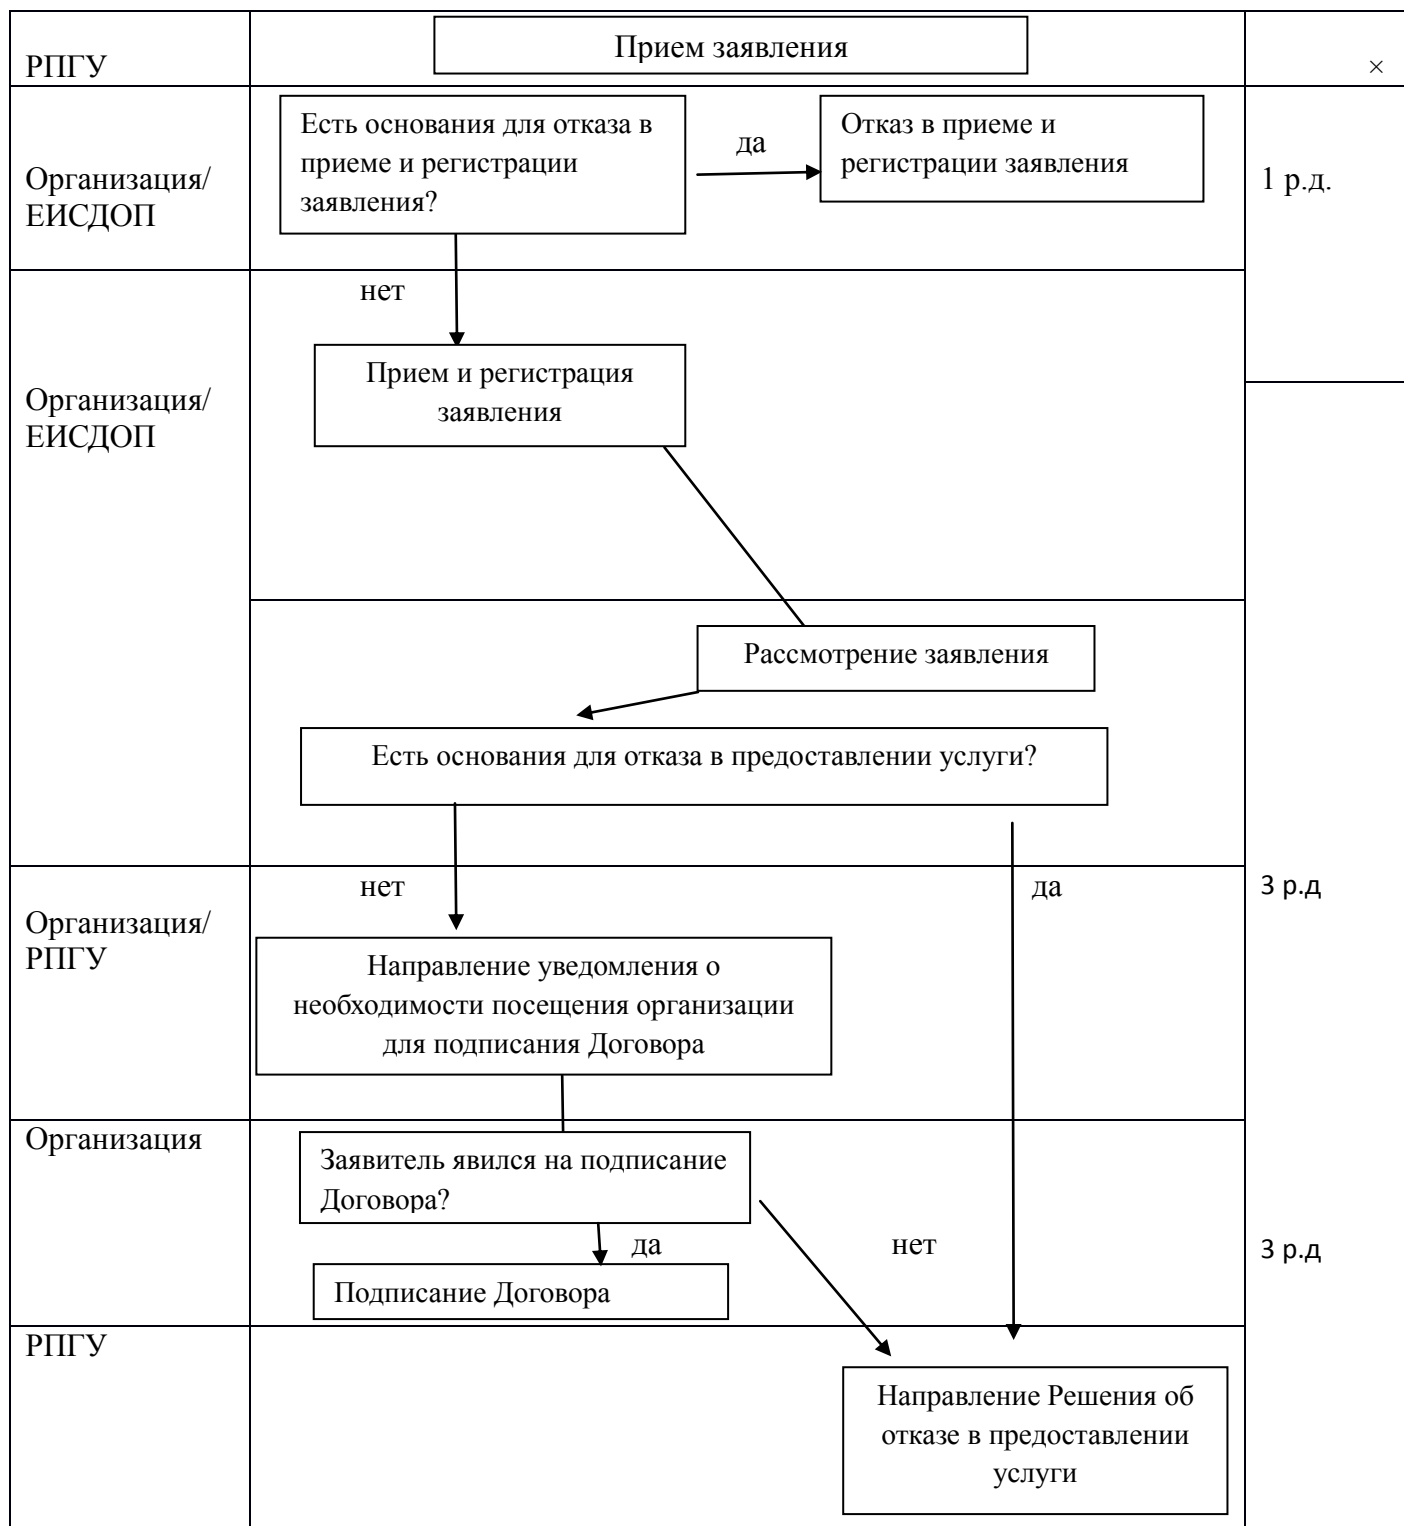 Прием заявления
РПГУ
×
Есть основания для отказа в
приеме и регистрации
заявления?
да
Отказ в приеме и
регистрации заявления
Организация/
ЕИСДОП
1 р.д.
нет
Прием и регистрация
заявления
Организация/
ЕИСДОП
Рассмотрение заявления
Есть основания для отказа в предоставлении услуги?
нет
да
3 р.д
Организация/
РПГУ
Направление уведомления о
необходимости посещения организации
для подписания Договора
Организация
Заявитель явился на подписание
Договора?
да
нет
3 р.д
Подписание Договора
РПГУ
Направление Решения об
отказе в предоставлении
услуги